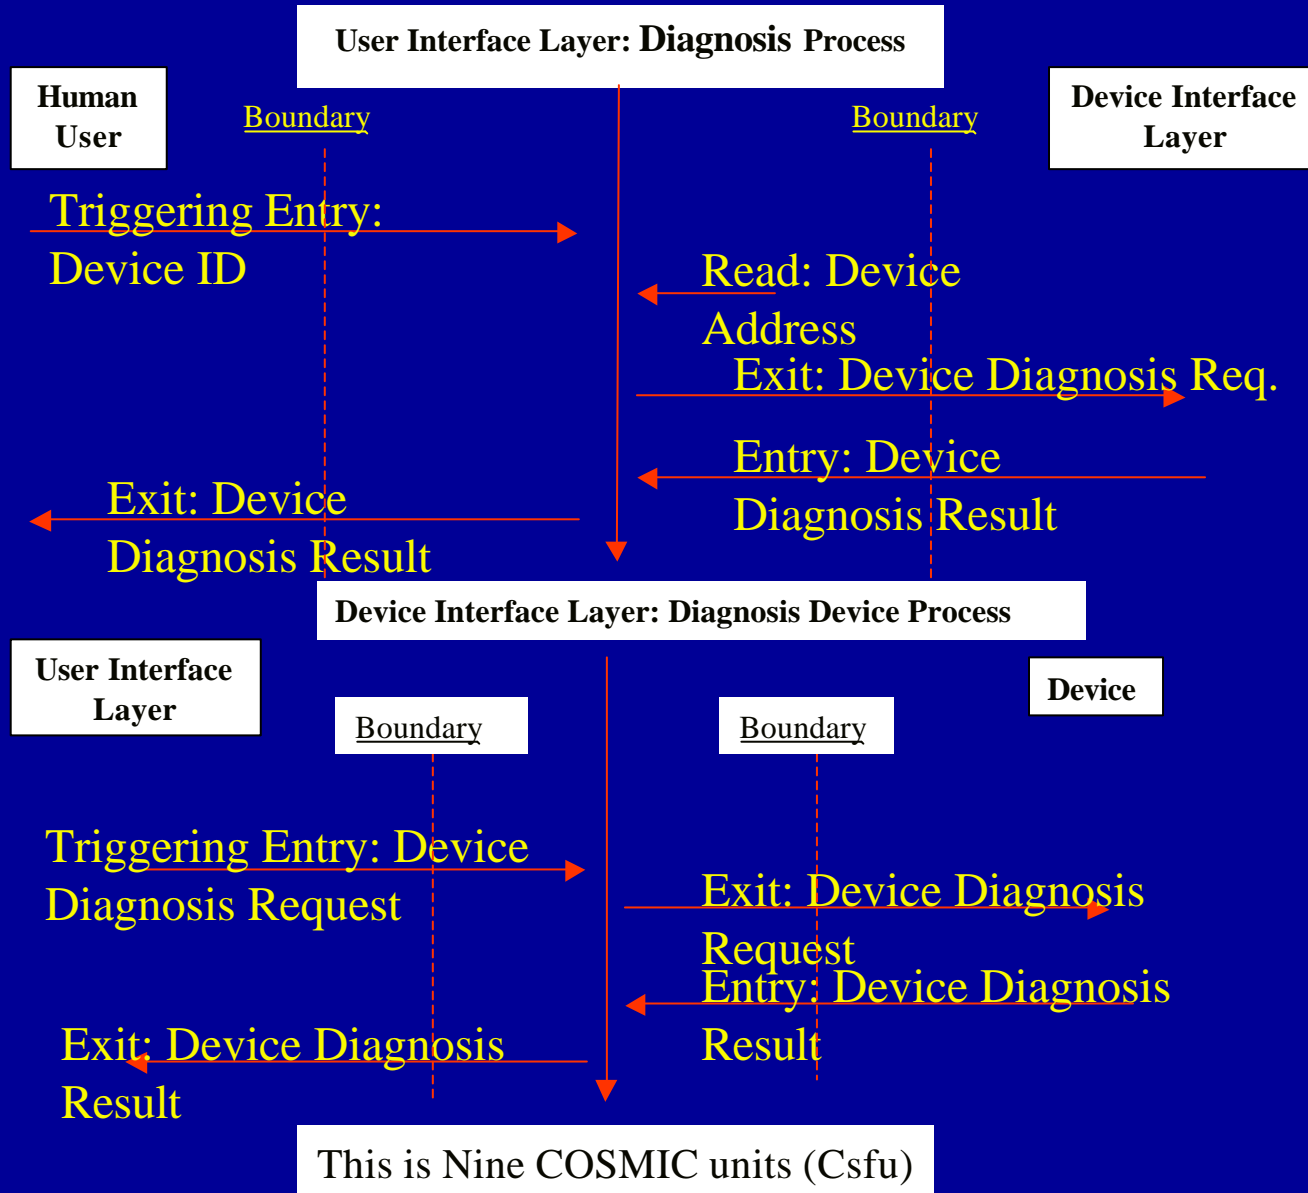 User Interface Layer: Diagnosis Process
Human
User
Boundary
Boundary
Device Interface
Layer
Triggering Entry:
Device ID
Read: Device
Address
Exit: Device Diagnosis Req.
Entry: Device
Diagnosis Result
Exit: Device
Diagnosis Result
Device Interface Layer: Diagnosis Device Process
User Interface
Layer
Device
Boundary
Boundary
Triggering Entry: Device
Diagnosis Request
Exit: Device Diagnosis
Request
Entry: Device Diagnosis
Result
Exit: Device Diagnosis
Result
This is Nine COSMIC units (Csfu)